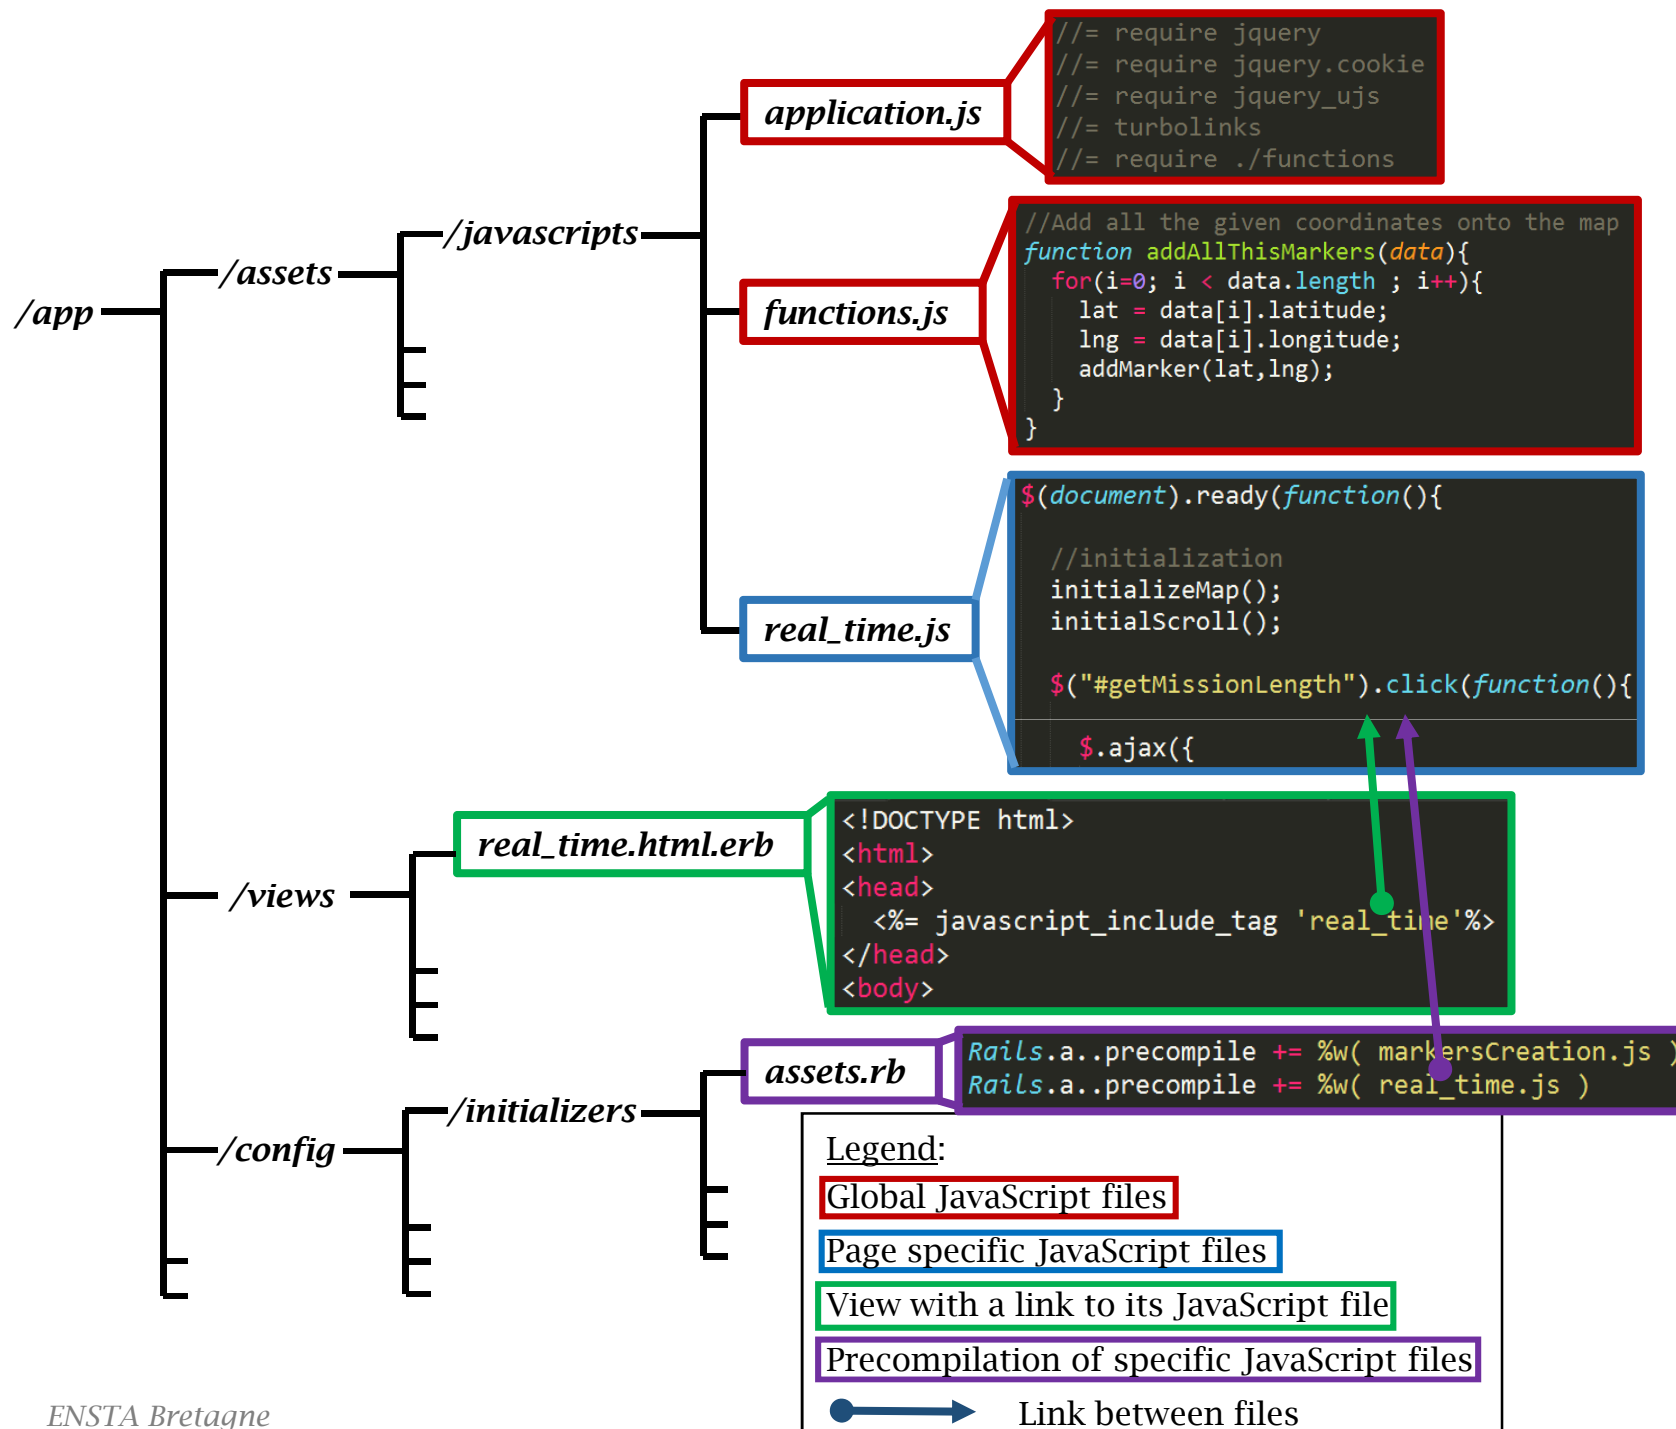 //= require jquery
//= require jquery.cookie
//= require jquery_ujs
//= turbolinks
//= require ./functions
application.js
//Add all the given coordinates onto the map
function addAllThisMarkers(data){
for(i=0; i < data.length ; i++){
lat = data[i].latitude;
lng = data[i].longitude;
addMarker(lat,lng);
}
}
/javascripts
/assets
/app
functions.js
$(document).ready(function(){
//initialization
initializeMap();
initialScroll();
$("#getMissionLength").click(function(){
$.ajax({
real_time.js
<!DOCTYPE html>
<html>
<head>
<%= javascript_include_tag 'real_time'%>
</head>
<body>
real_time.html.erb
/views
Rails.a..precompile += %w( markersCreation.js )
Rails.a..precompile += %w( real_time.js )
assets.rb
/initializers
/config
Legend:
Global JavaScript files
Page specific JavaScript files
View with a link to its JavaScript file
Precompilation of specific JavaScript files
Link between files
ENSTA Bretagne